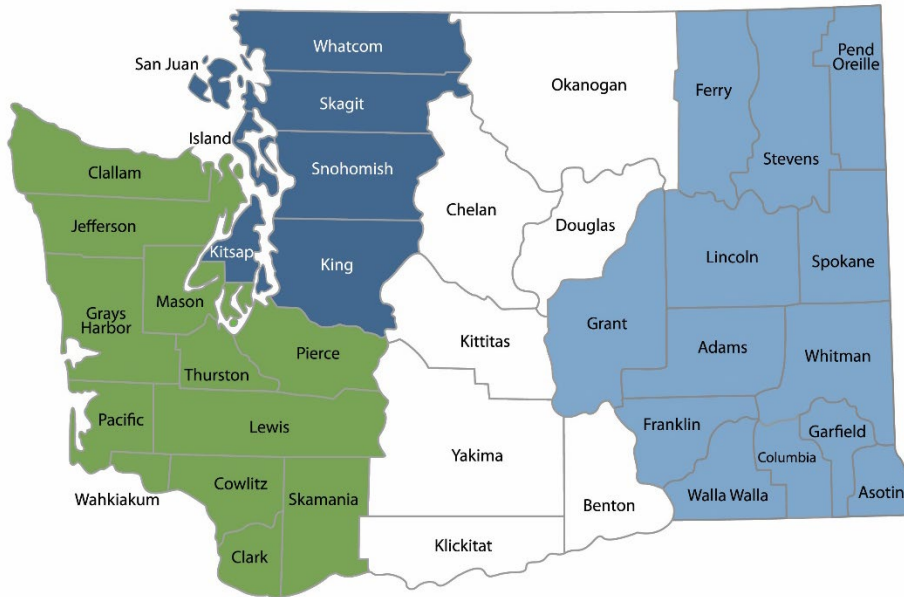 Whatcom
San Juan
Skagit
Island
Snohomish
Clallam
Jefferson
Kitsap
King
Mason
Grays
Harbor
Pierce
Thurston
Pacific
Lewis
Wahkiakum
Cowlitz
Skamania
Clark
Okanogan
Chelan
Douglas
Kittitas
Yakima
Klickitat
Benton
Ferry
Stevens
Pend
Oreille
Lincoln
Spokane
Grant
Adams
Whitman
Franklin
Walla Walla
Columbia
Garfield
Asotin